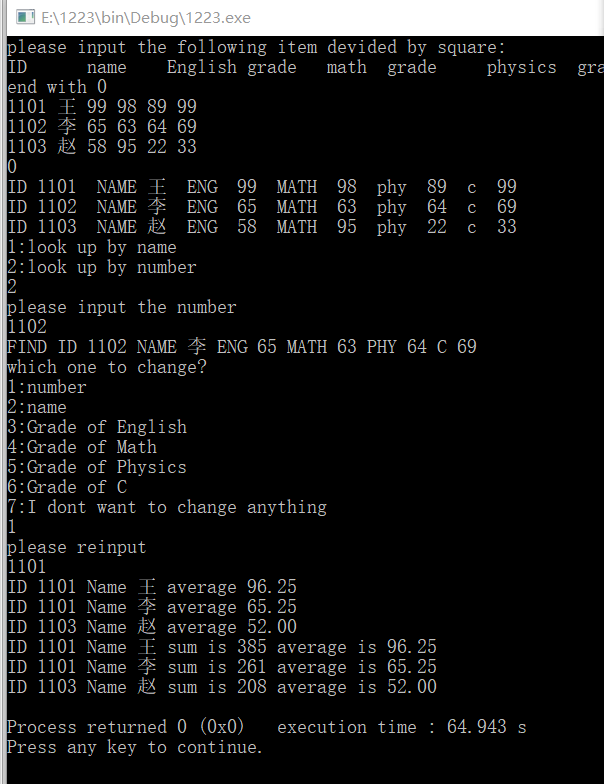 E:\1223\bin\Debug\1223.exe
please input the following item devided by square:
ID      name    English grade   math  grade     physics  gra
end with 0
1101 王 99 98 89 99
1102 李 65 63 64 69
1103 赵 58 95 22 33
0
ID 1101  NAME 王  ENG  99  MATH  98  phy  89  c  99
ID 1102  NAME 李  ENG  65  MATH  63  phy  64  c  69
ID 1103  NAME 赵  ENG  58  MATH  95  phy  22  c  33
1:look up by name
2:look up by number
2
please input the number
1102
FIND ID 1102 NAME 李 ENG 65 MATH 63 PHY 64 C 69
which one to change?
1:number
2:name
3:Grade of English
4:Grade of Math
5:Grade of Physics
6:Grade of C
7:I dont want to change anything
1
please reinput
1101
ID 1101 Name 王 average 96.25
ID 1101 Name 李 average 65.25
ID 1103 Name 赵 average 52.00
ID 1101 Name 王 sum is 385 average is 96.25
ID 1101 Name 李 sum is 261 average is 65.25
ID 1103 Name 赵 sum is 208 average is 52.00
Process returned 0 (0x0)   execution time : 64.943 s
Press any key to continue.